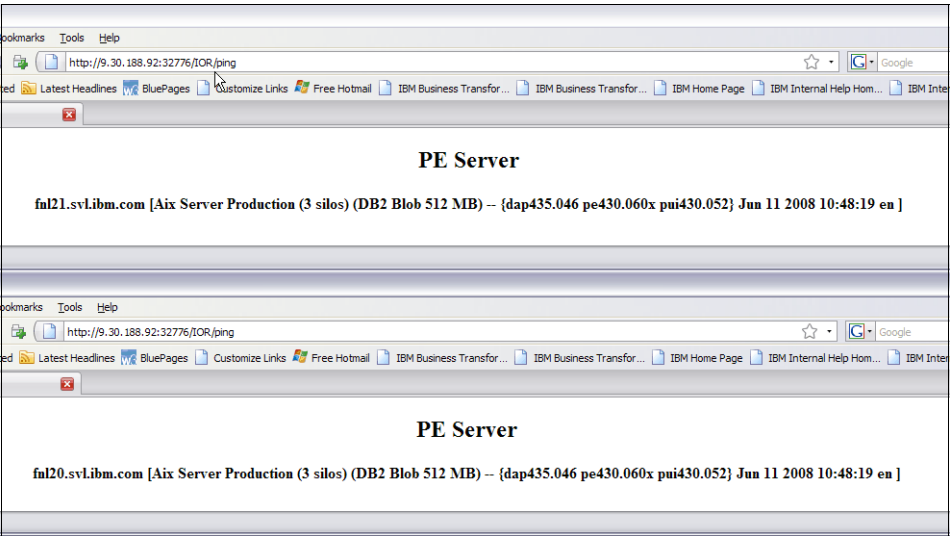 ookmarks Tools Help
http://9.30.188.92:32776/IOR/ping
G Google
ted Latest Headlines BluePages Customize Links Free Hotmail IBM Business Transfor... IBM Business Transfor... IBM Home Page IBM Internal Help Hom... IBM Inter
PE Server
fnl21.svl.ibm.com [Aix Server Production (3 silos) (DB2 Blob 512 MB) -- {dap435.046 pe430.060x pui430.052} Jun 11 2008 10:48:19 en ]
ookmarks Tools Help
http://9.30.188.92:32776/IOR/ping
G Google
ed Latest Headlines BluePages Customize Links Free Hotmail IBM Business Transfor... IBM Business Transfor... IBM Home Page IBM Internal Help Hom... IBM Inter
PE Server
fnl20.svl.ibm.com [Aix Server Production (3 silos) (DB2 Blob 512 MB) -- {dap435.046 pe430.060x pui430.052} Jun 11 2008 10:48:19 en ]